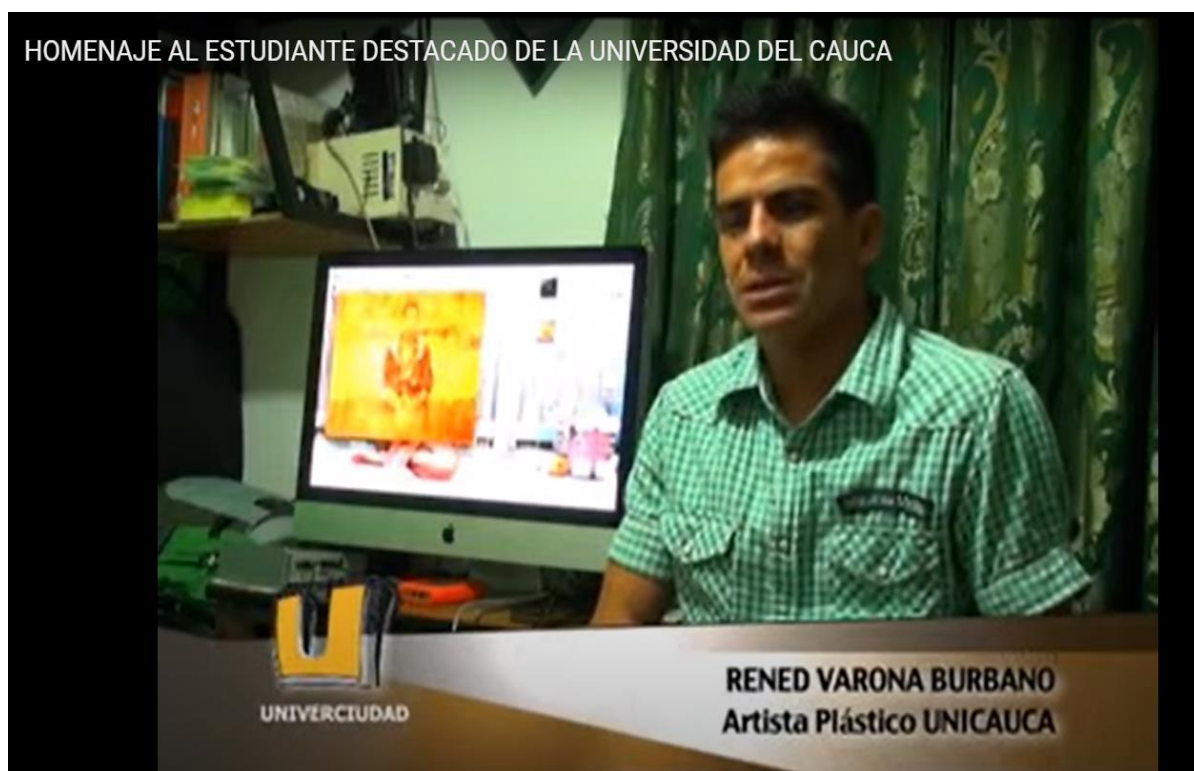 HOMENAJE AL ESTUDIANTE DESTACADO DE LA UNIVERSIDAD DEL CAUCA
U
UNIVERCIUDAD
RENED VARONA BURBANO
Artista Plástico UNICAUCA